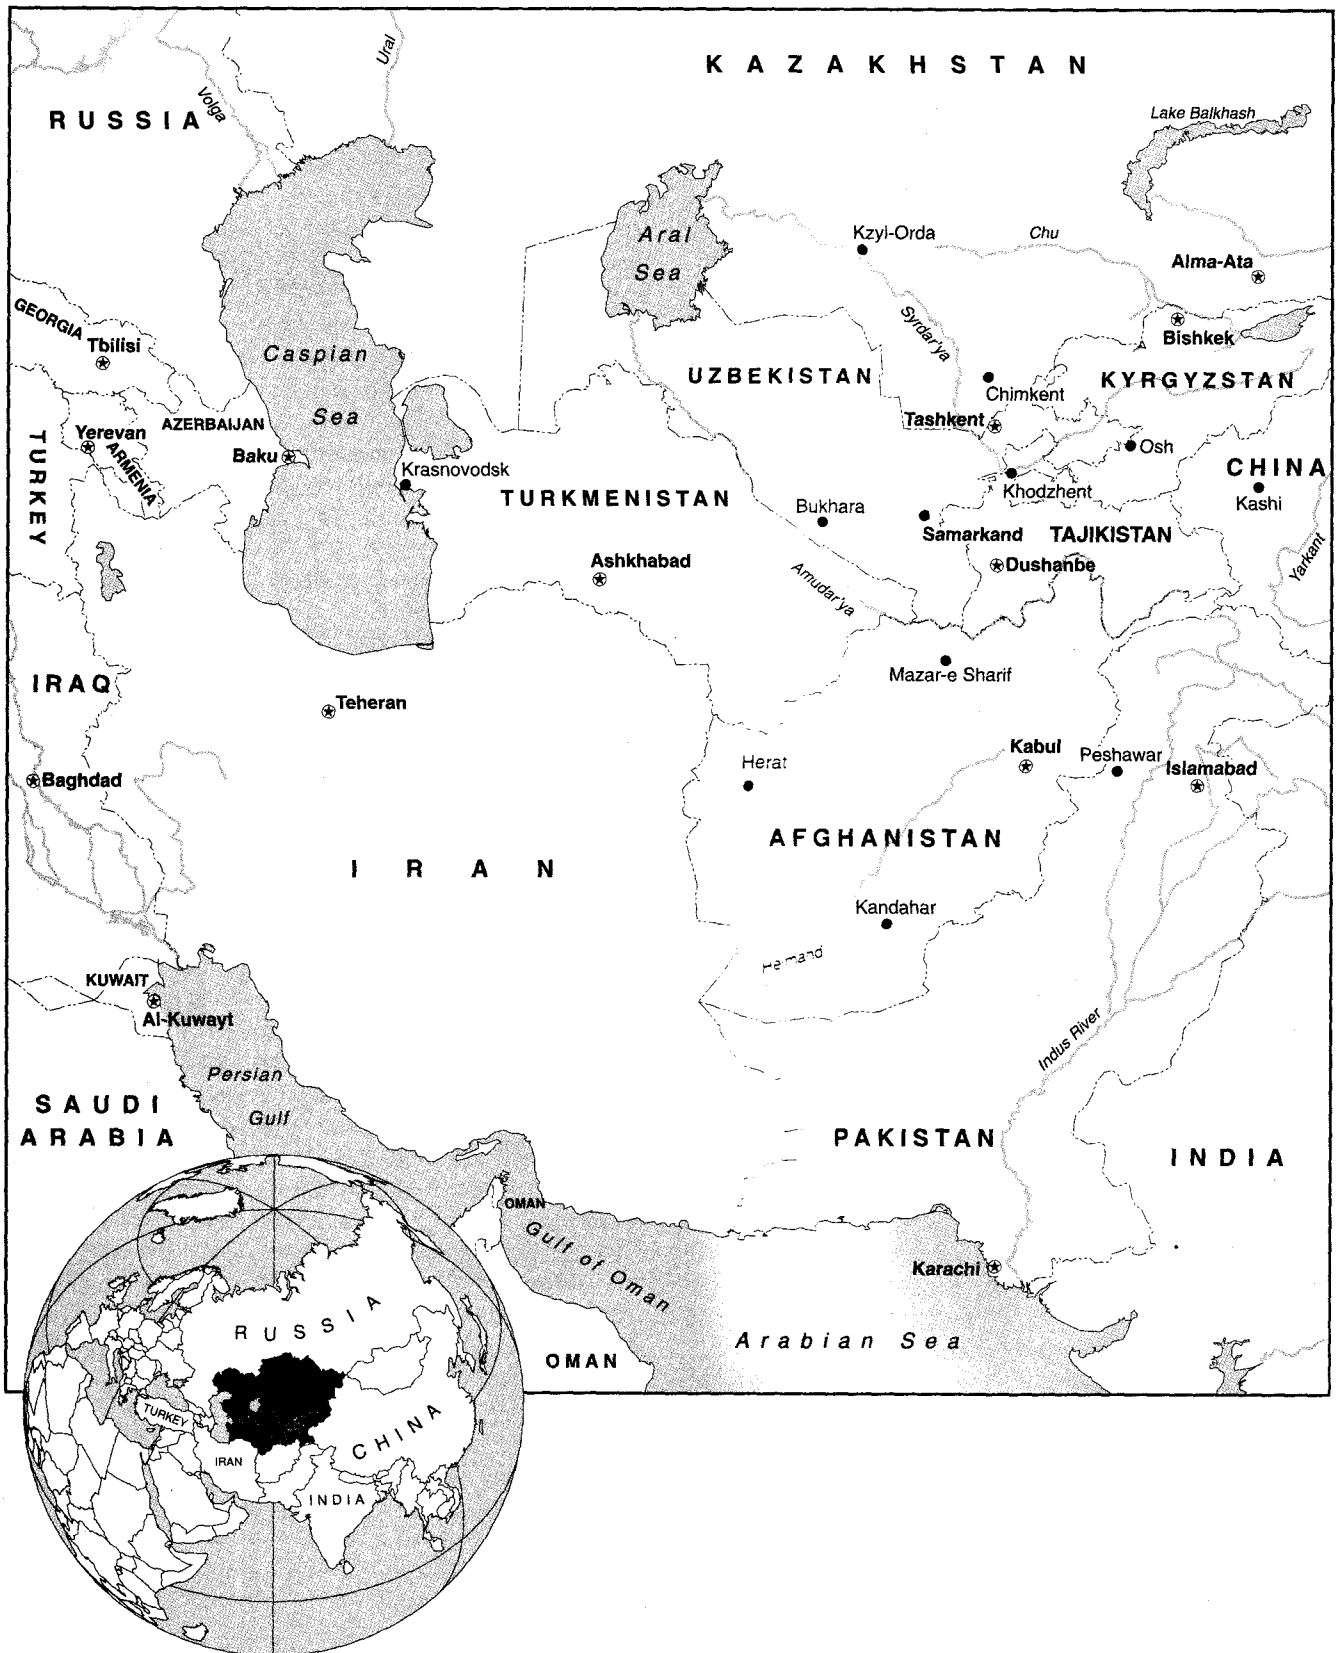 KAZAKHSTAN
Ural
Volga
RUSSIA
Lake Balkhash
Aral
Sea
Kzyl-Orda
Chu
Alma-Ata
GEORGIA
Tbilisi
Caspian
Sea
Syrdar'ya
Bishkek
UZBEKISTAN
KYRGYZSTAN
Chimkent
Tashkent
AZERBAIJAN
Yerevan
ARMENIA
Baku
TURKEY
Krasnovodsk
Osh
CHINA
Kashi
Khodzhent
TURKMENISTAN
Bukhara
Samarkand
TAJIKISTAN
Yarkant
Ashkhabad
Dushanbe
Amudar'ya
Mazar-e Sharif
IRAQ
Teheran
Kabul
Peshawar
Islamabad
Herat
Baghdad
AFGHANISTAN
IRAN
Kandahar
Helmand
KUWAIT
Al-Kuwayt
Indus River
Persian
Gulf
SAUDI
ARABIA
PAKISTAN
INDIA
OMAN
Gulf of Oman
Karachi
Arabian Sea
OMAN
RUSSIA
TURKEY
CHINA
IRAN
INDIA